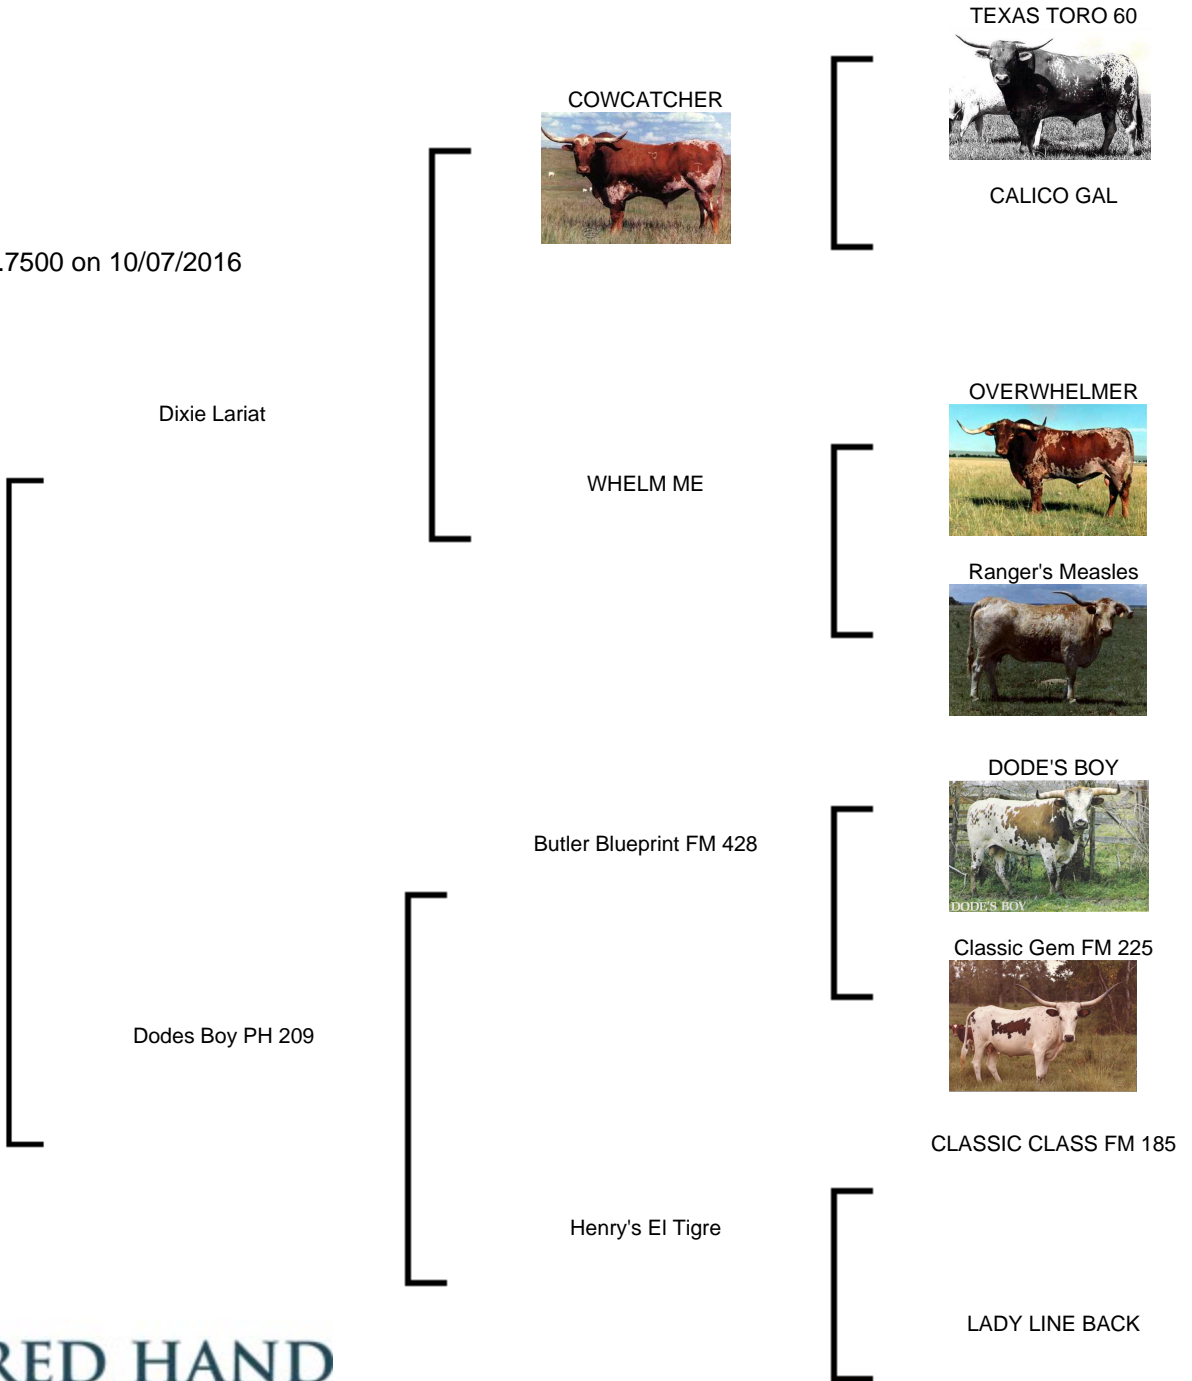 TEXAS TORO 60
COWCATCHER
CALICO GAL
.7500 on 10/07/2016
OVERWHELMER
Dixie Lariat
WHELM ME
Ranger's Measles
DODE'S BOY
Butler Blueprint FM 428
DODE'S BOY
Classic Gem FM 225
Dodes Boy PH 209
CLASSIC CLASS FM 185
Henry's El Tigre
LADY LINE BACK
RED HAND